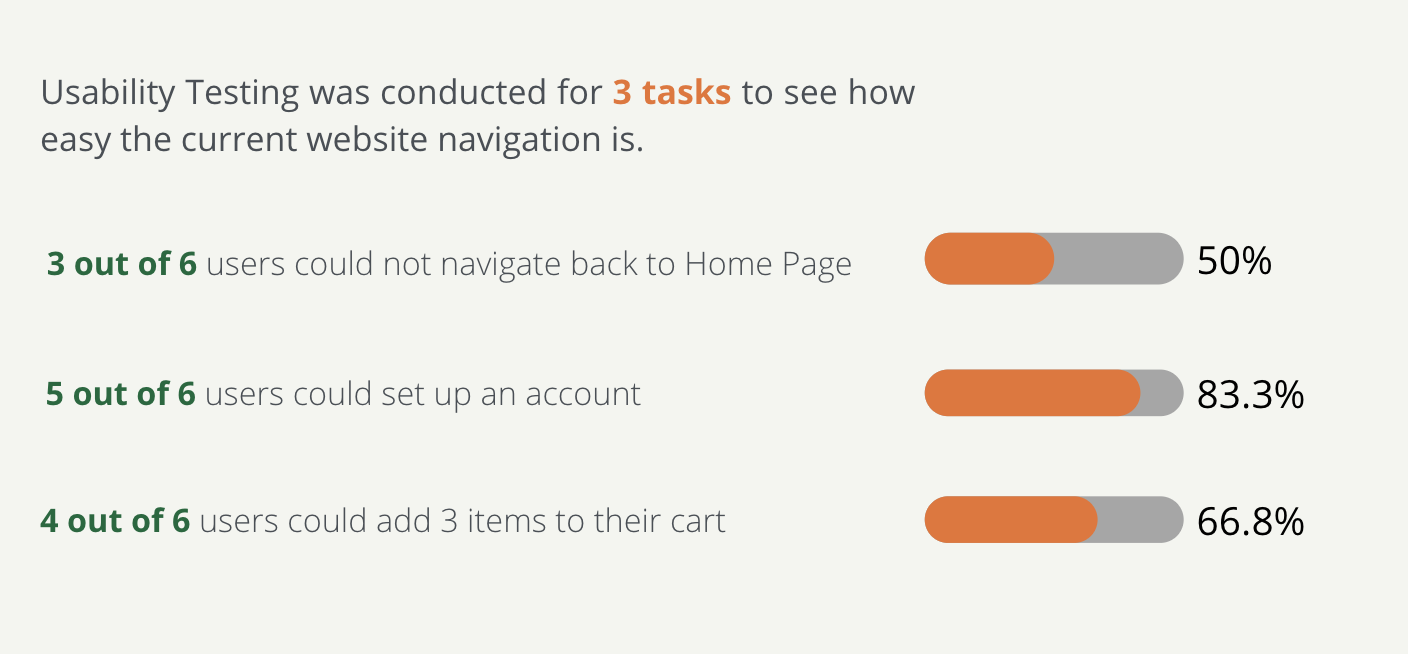 Usability Testing was conducted for 3 tasks to see how
easy the current website navigation is.
3 out of 6 users could not navigate back to Home Page
50%
5 out of 6 users could set up an account
83.3%
4 out of 6 users could add 3 items to their cart
66.8%